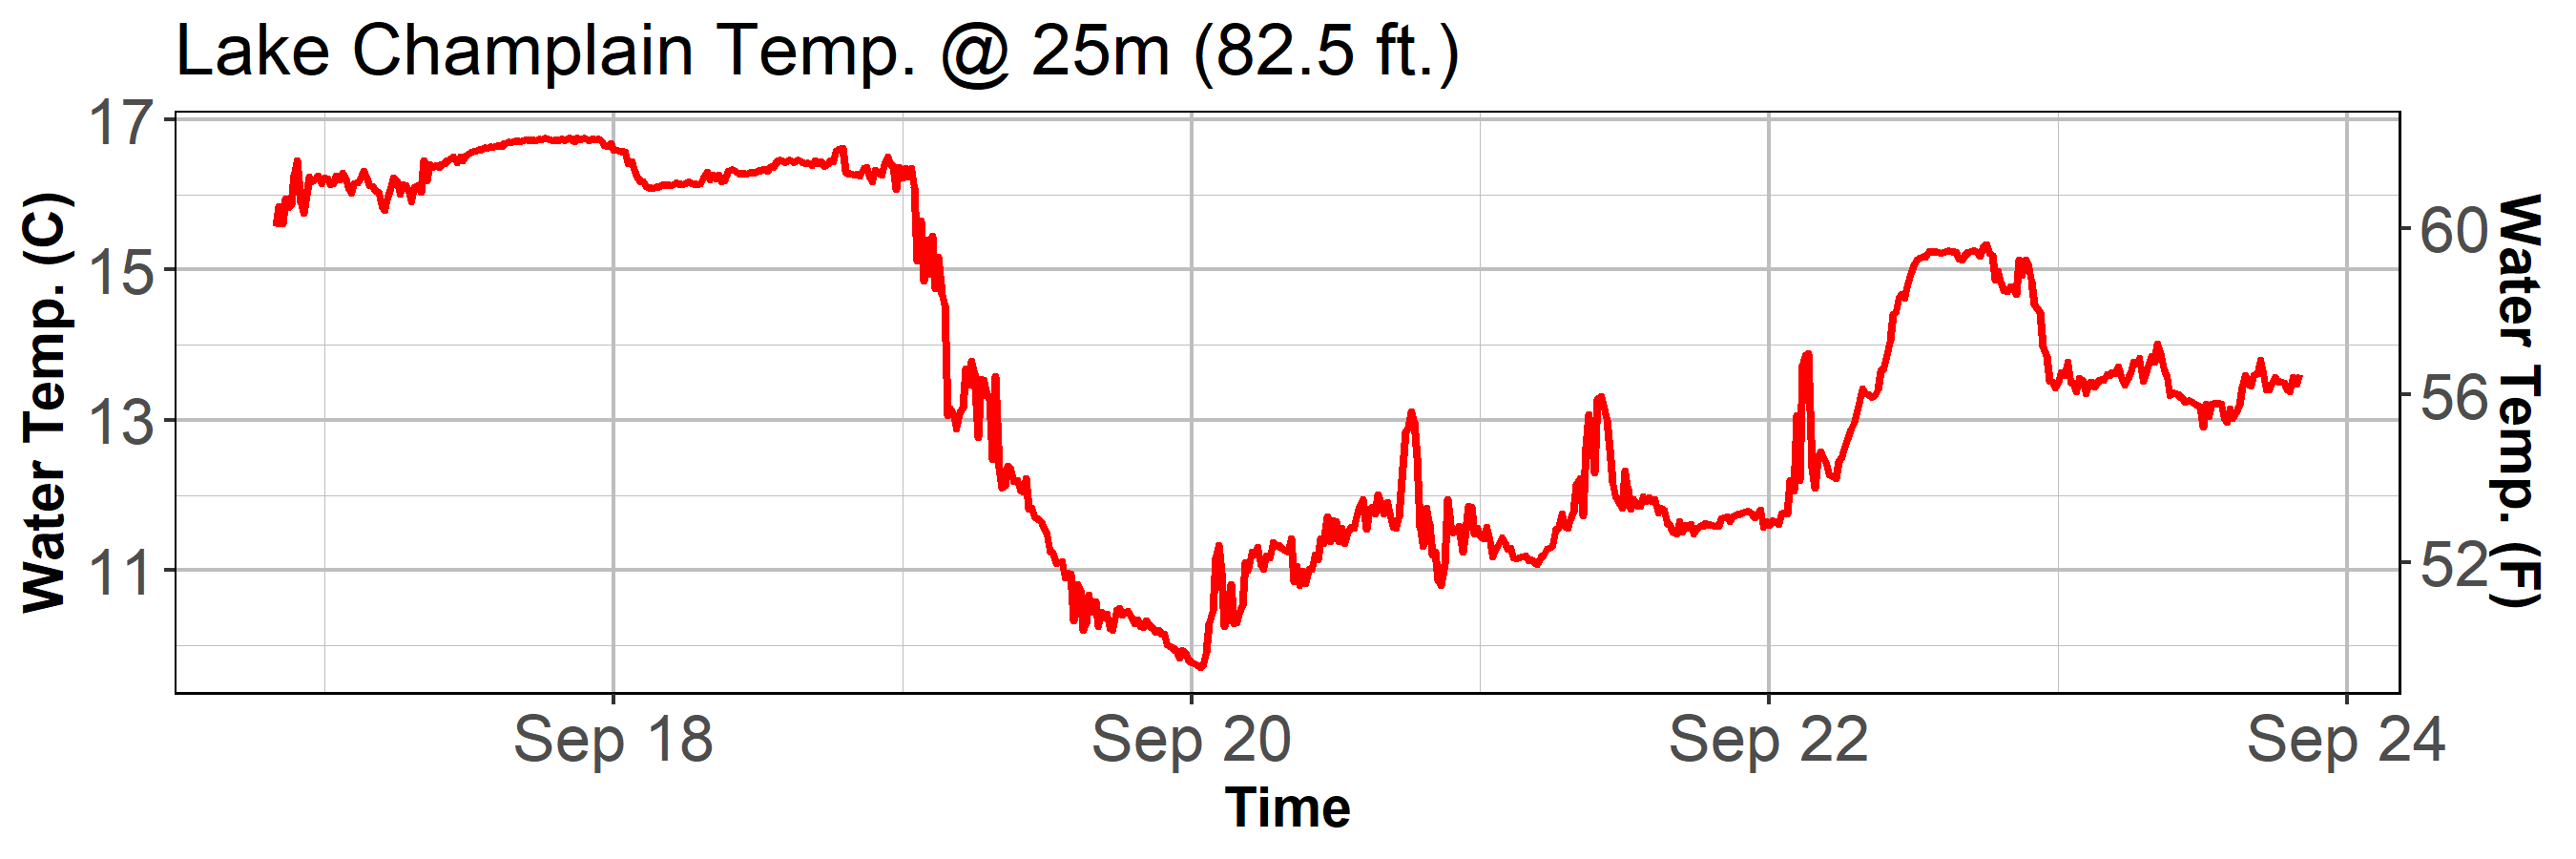 Lake Champlain Temp. @ 25m (82.5 ft.)
Water Temp. (C)
17
15
13
11
60
56
52
Water Temp. (F)
Sep 18
Sep 20
Sep 22
Sep 24
Time